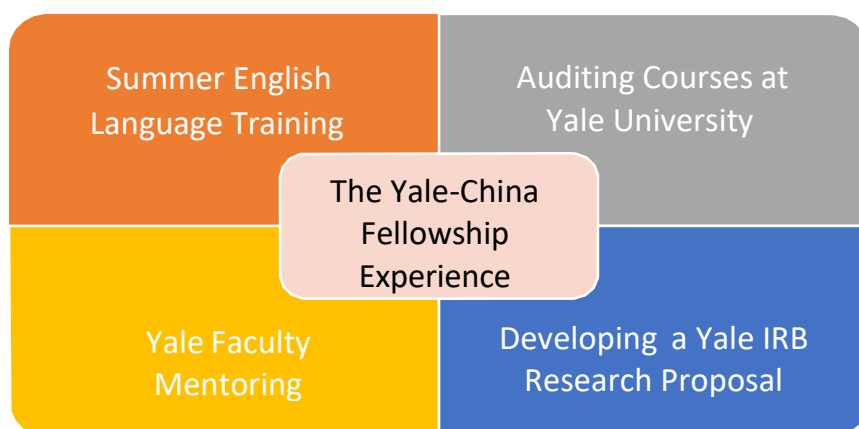 Summer English
Language Training
Auditing Courses at
Yale University
The Yale-China
Fellowship
Experience
Yale Faculty
Mentoring
Developing a Yale IRB
Research Proposal